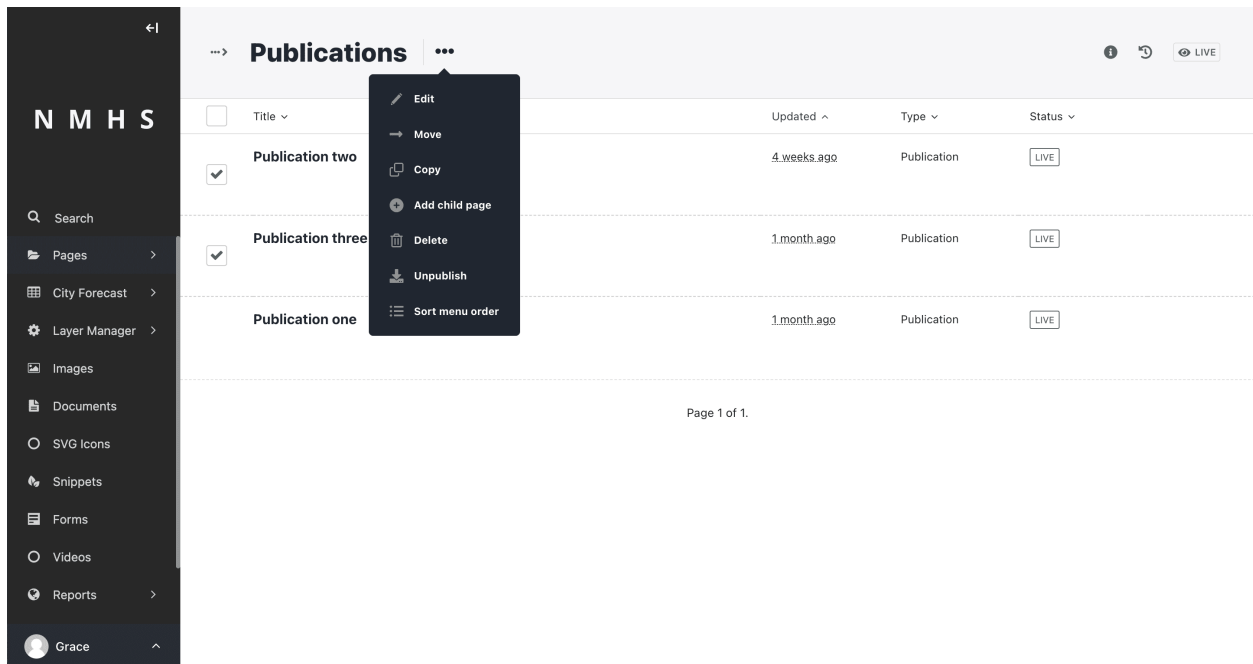 Publications
LIVE
N M H S
Title
Updated
Type
Status
Edit
Move
Copy
Add child page
Delete
Unpublish
Sort menu order
Publication two
4 weeks ago
Publication
LIVE
Publication three
1 month ago
Publication
LIVE
Publication one
1 month ago
Publication
LIVE
Page 1 of 1.
Search
Pages
City Forecast
Layer Manager
Images
Documents
SVG Icons
Snippets
Forms
Videos
Reports
Grace